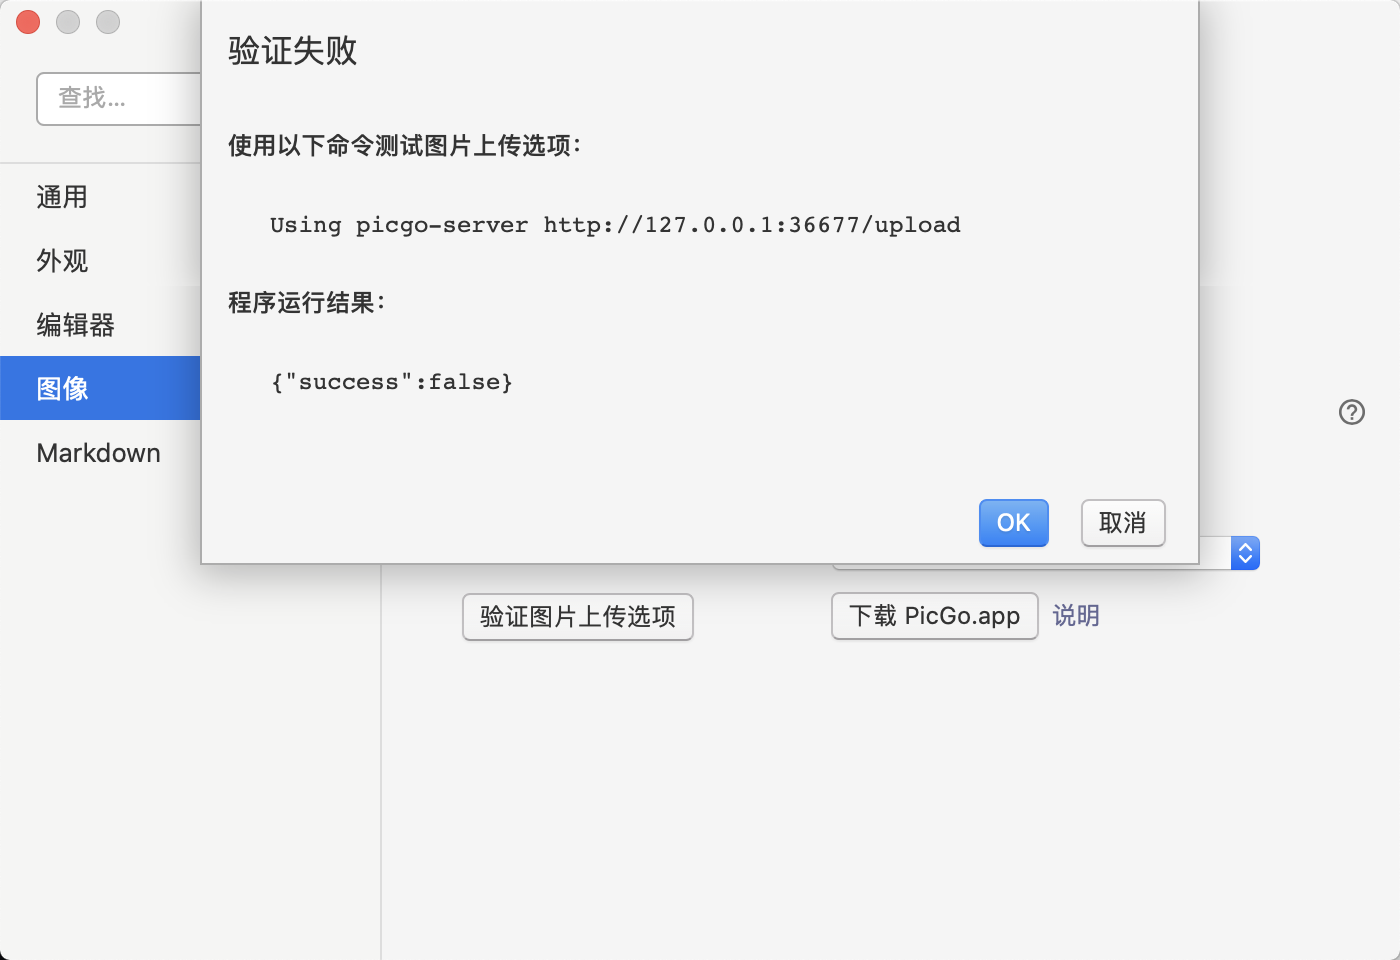 查找...
通用
外观
编辑器
图像
Markdown
验证失败
使用以下命令测试图片上传选项：
Using picgo-server http://127.0.0.1:36677/upload
程序运行结果：
{"success":false}
OK
取消
验证图片上传选项
下载 PicGo.app
说明